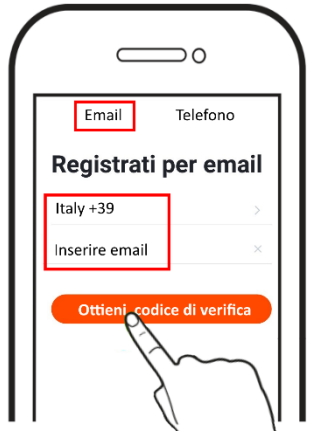 Email Telefono
Registrati per email
Italy +39
Inserire email
Ottieni codice di verifica